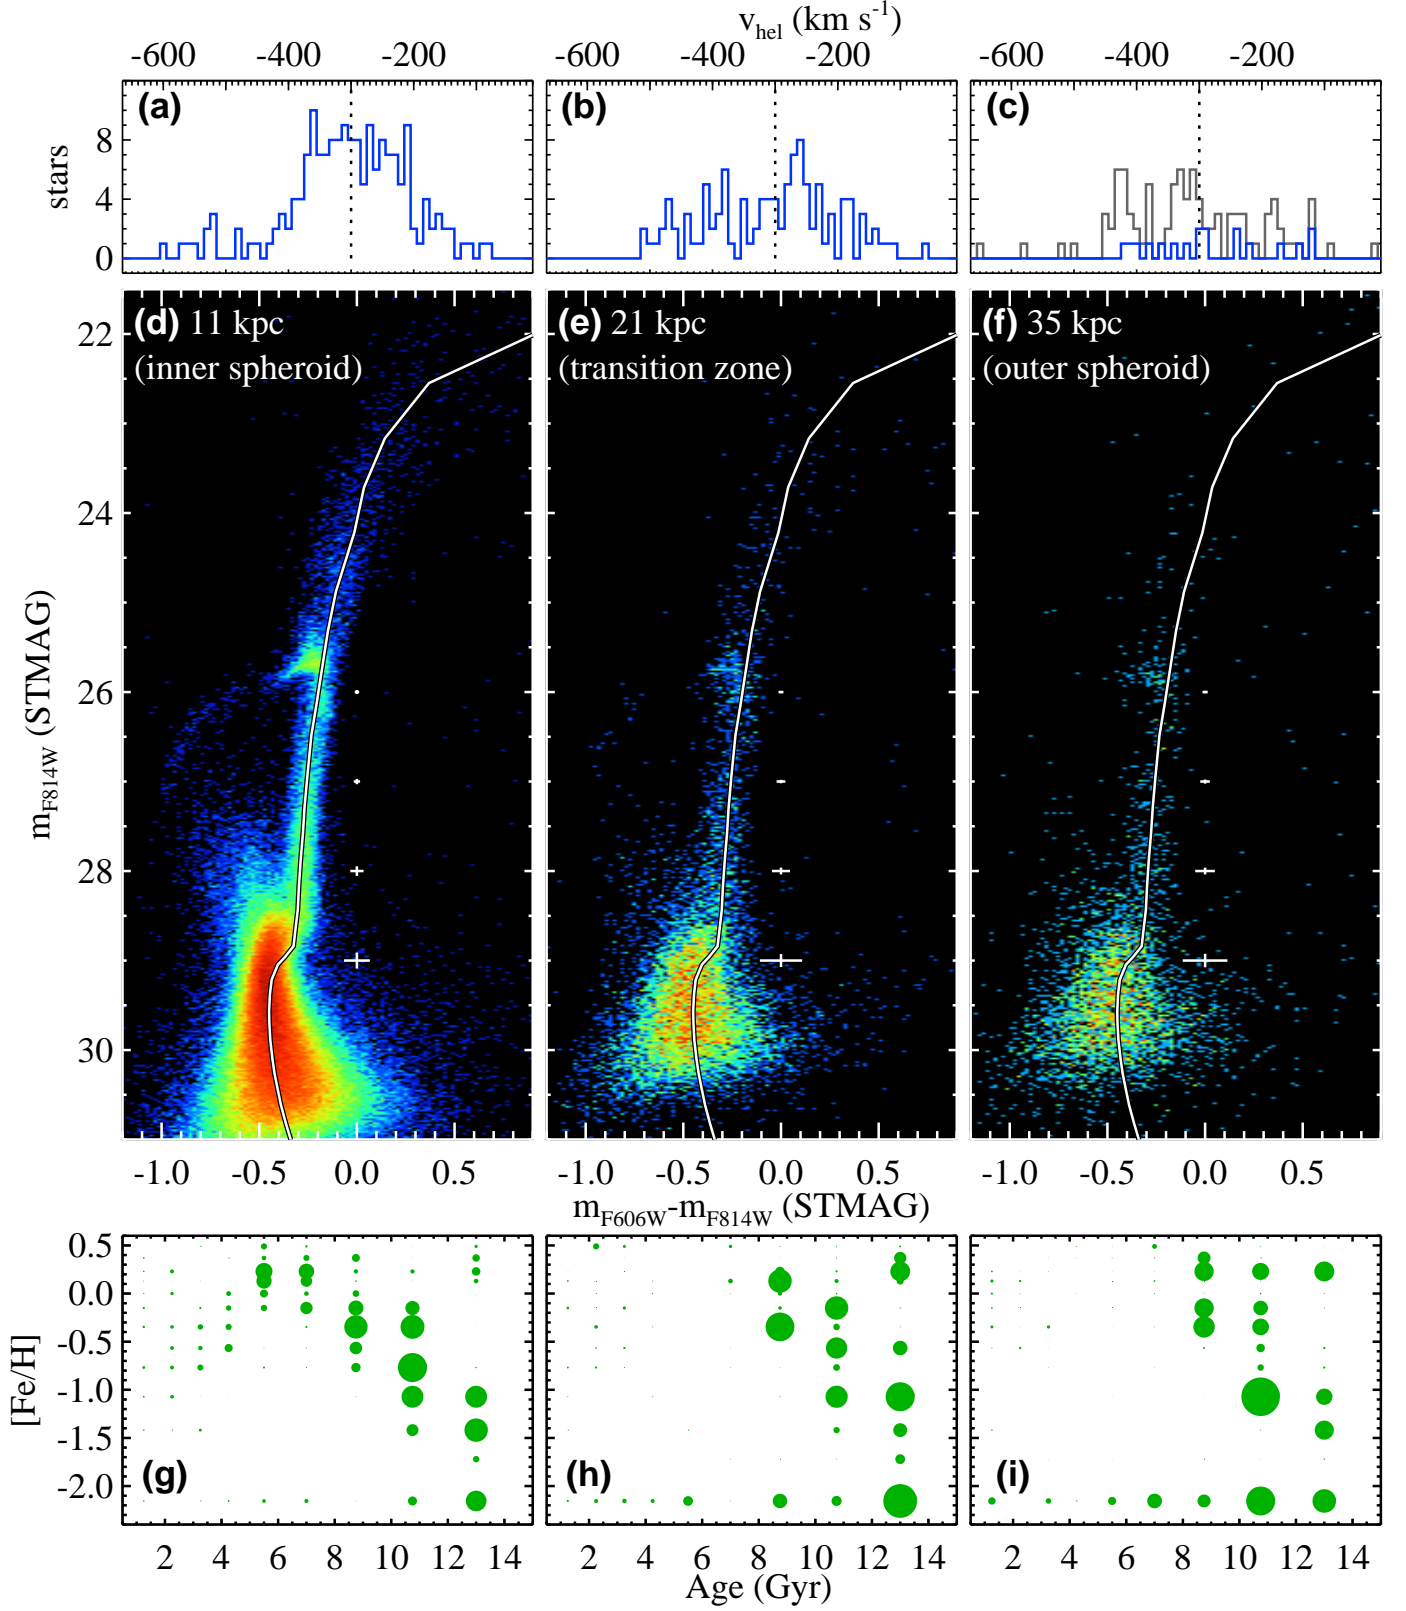 v_hel (km s^-1)
-600 -400 -200 -400 -200 -400 -200
(a) (b) (c)
8
4
0
stars
(d) 11 kpc (e) 21 kpc (f) 35 kpc
(inner spheroid) (transition zone) (outer spheroid)
22
24
26
28
30
m_F814W (STMAG)
-1.0 -0.5 0.0 0.5 -1.0 -0.5 0.0 0.5 -1.0 -0.5 0.0 0.5
m_F606W-m_F814W (STMAG)
0.5
0.0
-0.5
-1.0
-1.5
-2.0
[Fe/H]
(g) (h) (i)
2 4 6 8 10 12 14 2 4 6 8 10 12 14 2 4 6 8 10 12 14
Age (Gyr)